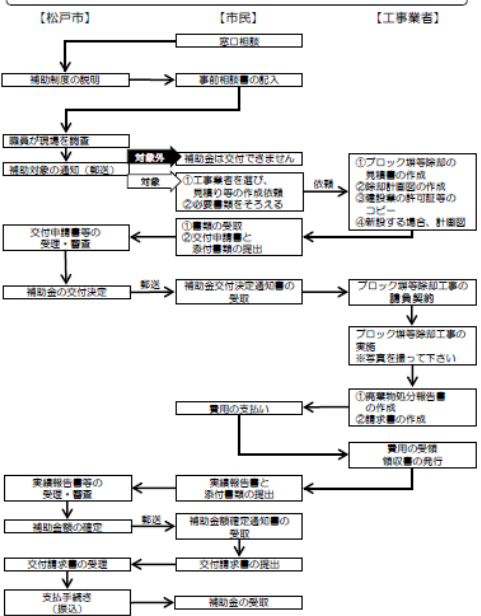 【松戸市】 【市民】 【工事業者】
窓口相談
補助制度の説明
事前相談書の記入
職員が現場を調査
補助対象の通知（郵送）
対象外
補助金は交付できません
対象
①工事業者を選び、
見積り等の作成依頼
②必要書類をそろえる
依頼
①ブロック塀等除却の
見積書の作成
②除却計画図の作成
③建設業の許可証等の
コピー
④新設する場合、計画図
①書類の受取
②交付申請書と
添付書類の提出
交付申請書等の
受理・審査
補助金の交付決定
郵送
補助金交付決定通知書の
受取
ブロック塀等除却工事の
請負契約
ブロック塀等除却工事の
実施
※写真を撮って下さい
①廃棄物処分報告書
の作成
②請求書の作成
費用の支払い
費用の受領
領収書の発行
実績報告書と
添付書類の提出
実績報告書等の
受理・審査
補助金額の確定
郵送
補助金額確定通知書の
受取
交付請求書の提出
交付請求書の受理
支払手続き
（振込）
補助金の受取